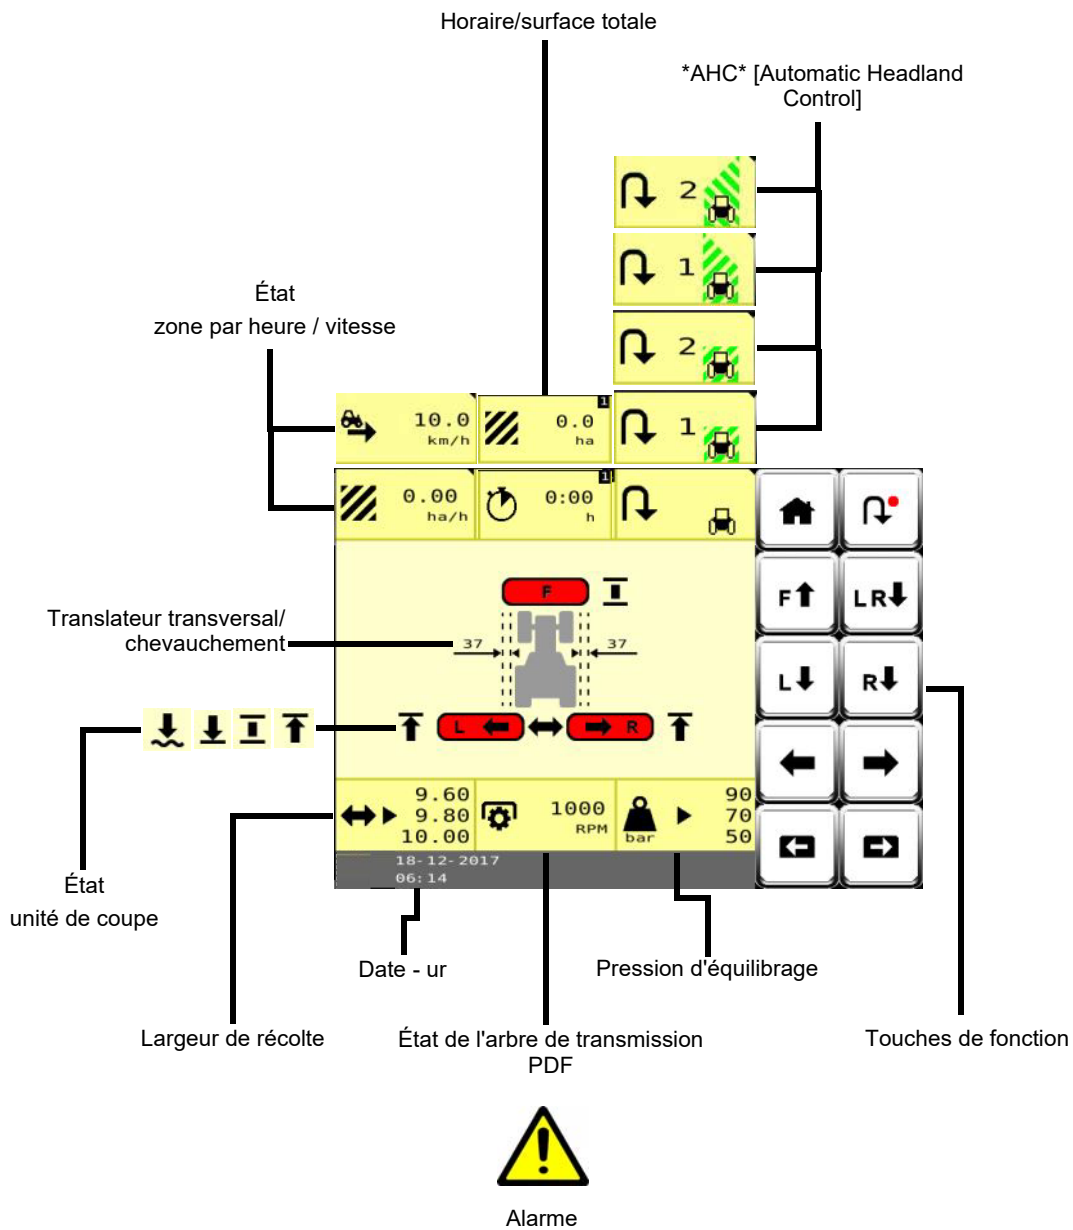 Horaire/surface totale
*AHC* [Automatic Headland
Control]
2
1
État
zone par heure / vitesse
2
10.0
km/h
1
0.0
ha
1
0.00
ha/h
1
0:00
h
F
F
LR
Translateur transversal/
chevauchement
37
37
L
R
L
R
9.60
9.80
10.00
1000
RPM
bar
90
70
50
18-12-2017
06:14
État
unité de coupe
Date - ur
Pression d'équilibrage
Largeur de récolte
État de l'arbre de transmission
PDF
Touches de fonction
Alarme